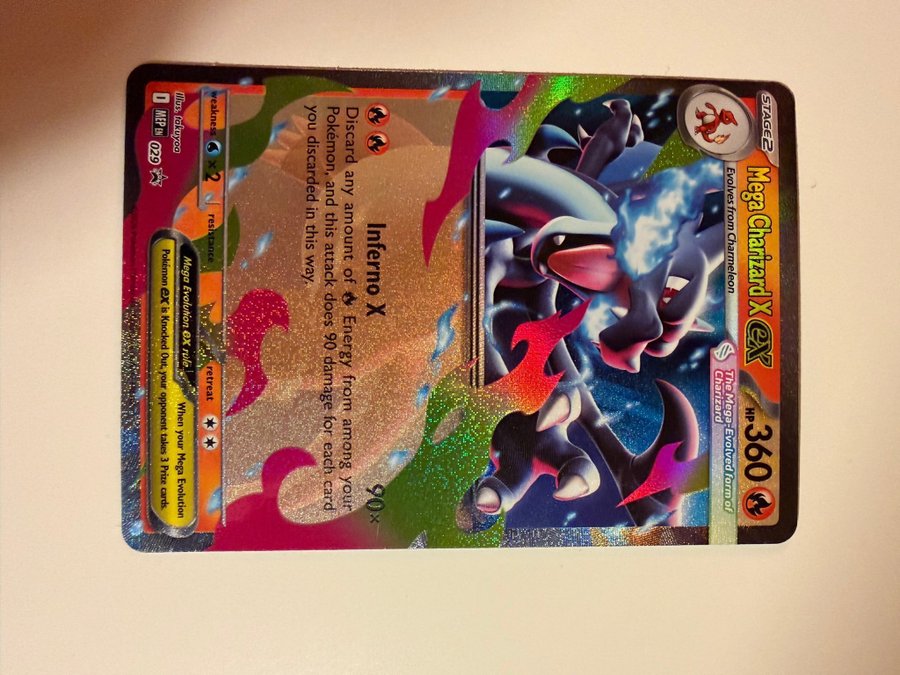 STAGE2
Mega Charizard X ex
HP 360
Evolves from Charmeleon
The Mega-Evolved form of
Charizard
Inferno X
90×
Discard any amount of Energy from among your
Pokémon, and this attack does 90 damage for each card
you discarded in this way.
weakness ×2
resistance
retreat
Illus. takuyoa
I MEP EN 029
Mega Evolution ex rule
When your Mega Evolution
Pokémon ex is Knocked Out, your opponent takes 3 Prize cards.